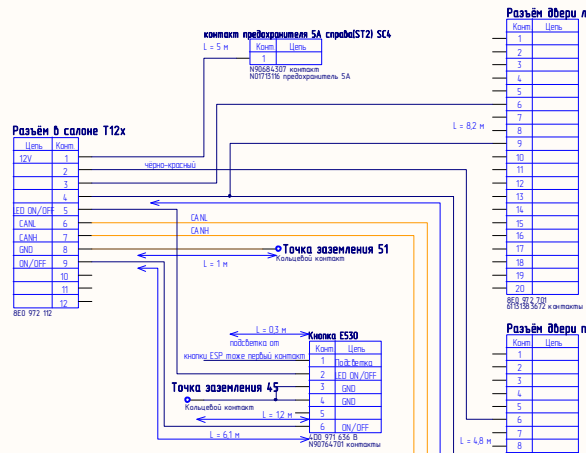 контакт предохранителя 5А справа(ST2) SC4
L = 5 м
Конт. Цепь
1
N90684307 контакт
N01713116 предохранитель 5А
Разъём в салоне T12x
Цепь Конт.
12V 1
2
3
4
LED ON/OFF 5
CANL 6
CANH 7
GND 8
ON/OFF 9
10
11
12
8E0 972 112
чёрно-красный
CANL
CANH
Точка заземления 51
Кольцевой контакт
L = 1 м
L = 0,3 м
подсветка от
кнопки ESP тоже первый контакт
Кнопка E530
Конт. Цепь
1 Подсветка
2 LED ON/OFF
3 GND
4 GND
5
6 ON/OFF
4D0 971 636 B
N90764701 контакты
Точка заземления 45
Кольцевой контакт
L = 1,2 м
L = 6,1 м
Разъём двери
Конт. Цепь
1
2
3
4
5
6
7
8
9
10
11
12
13
14
15
16
17
18
19
20
8E0 972 701
61131383672 контакты
L = 8,2 м
Разъём двери
Конт. Цепь
1
2
3
4
5
6
7
8
L = 4,8 м